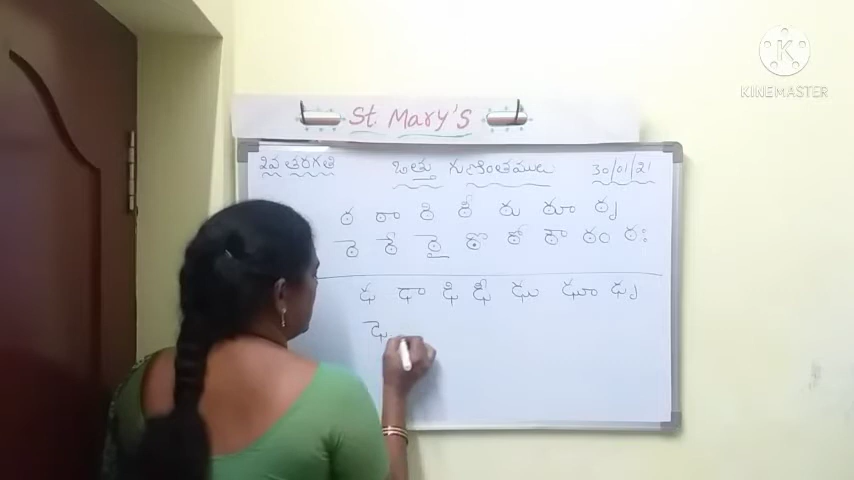 KINEMASTER
St. Mary's
2వ తరగతి ఒత్తు గుణింతములు 30/01/21
ఠ ఠా ఠి ఠీ ఠు ఠూ ఠృ
ఠె ఠే ఠై ఠొ ఠో ఠౌ ఠం ఠః
ఢ ఢా ఢి ఢీ ఢు ఢూ ఢృ
ఢె